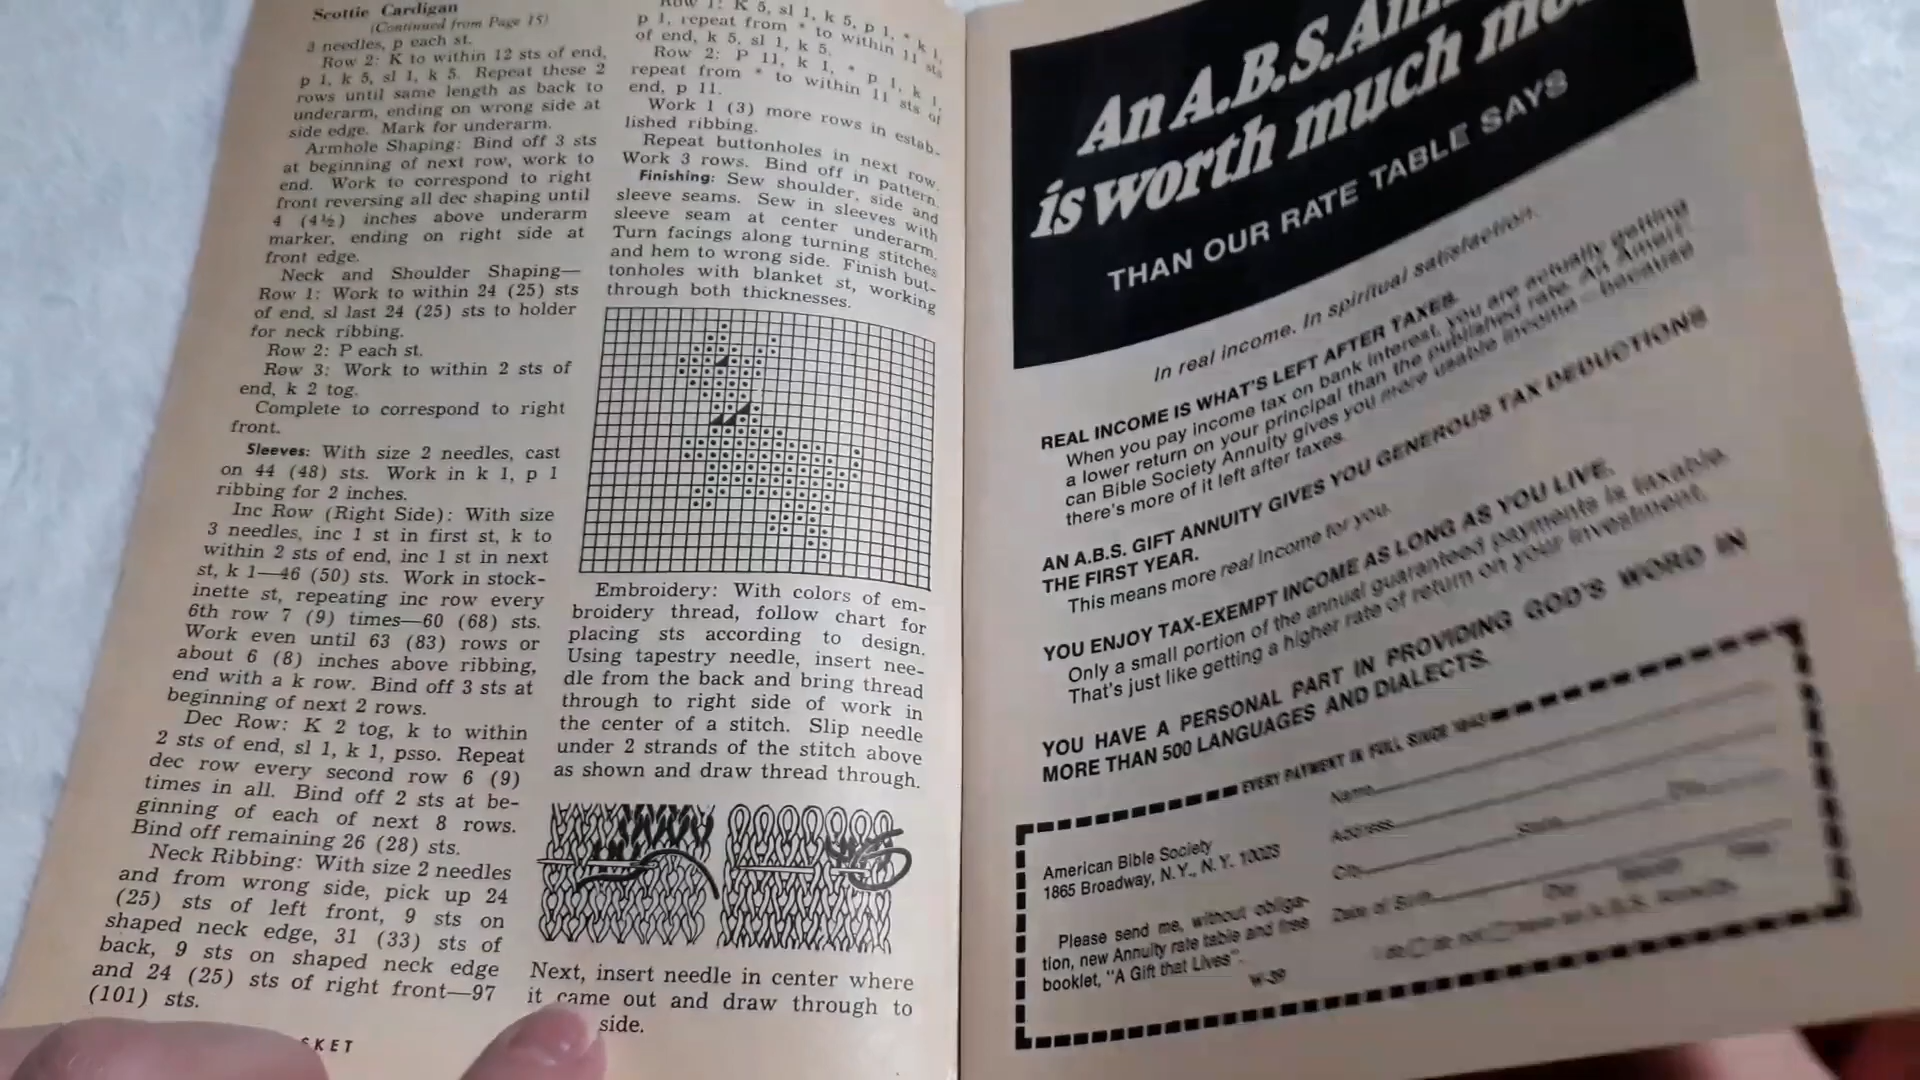 Scottie Cardigan
(Continued from Page 15)
3 needles, p each st.
Row 2: K to within 12 sts of end,
p 1, k 5, sl 1, k 5. Repeat these 2
rows until same length as back to
underarm, ending on wrong side at
side edge. Mark for underarm.
Armhole Shaping: Bind off 3 sts
at beginning of next row, work to
end. Work to correspond to right
front reversing all dec shaping until
4 (4½) inches above underarm
marker, ending on right side at
front edge.
Neck and Shoulder Shaping—
Row 1: Work to within 24 (25) sts
of end, sl last 24 (25) sts to holder
for neck ribbing.
Row 2: P each st.
Row 3: Work to within 2 sts of
end, k 2 tog.
Complete to correspond to right
front.
Sleeves: With size 2 needles, cast
on 44 (48) sts. Work in k 1, p 1
ribbing for 2 inches.
Inc Row (Right Side): With size
3 needles, inc 1 st in first st, k to
within 2 sts of end, inc 1 st in next
st, k 1—46 (50) sts. Work in stock-
inette st, repeating inc row every
6th row 7 (9) times—60 (68) sts.
Work even until 63 (83) rows or
about 6 (8) inches above ribbing,
end with a k row. Bind off 3 sts at
beginning of next 2 rows.
Dec Row: K 2 tog, k to within
2 sts of end, sl 1, k 1, psso. Repeat
dec row every second row 6 (9)
times in all. Bind off 2 sts at be-
ginning of each of next 8 rows.
Bind off remaining 26 (28) sts.
Neck Ribbing: With size 2 needles
and from wrong side, pick up 24
(25) sts of left front, 9 sts on
shaped neck edge, 31 (33) sts of
back, 9 sts on shaped neck edge
and 24 (25) sts of right front—97
(101) sts.
SKET
Row 1: K 5, sl 1, k 5, p 1, * k 1,
p 1, repeat from * to within 11 sts
of end, k 5, sl 1, k 5.
Row 2: P 11, k 1, * p 1, k 1,
repeat from * to within 11 sts of
end, p 11.
Work 1 (3) more rows in estab-
lished ribbing.
Repeat buttonholes in next row.
Work 3 rows. Bind off in pattern.
Finishing: Sew shoulder, side and
sleeve seams. Sew in sleeves with
sleeve seam at center underarm.
Turn facings along turning stitches
and hem to wrong side. Finish but-
tonholes with blanket st, working
through both thicknesses.
Embroidery: With colors of em-
broidery thread, follow chart for
placing sts according to design.
Using tapestry needle, insert nee-
dle from the back and bring thread
through to right side of work in
the center of a stitch. Slip needle
under 2 strands of the stitch above
as shown and draw thread through.
Next, insert needle in center where
it came out and draw through to
side.
An A.B.S. An
is worth much mo
THAN OUR RATE TABLE SAYS
In real income. In spiritual satisfaction.
REAL INCOME IS WHAT'S LEFT AFTER TAXES.
When you pay income tax on bank interest, you are actually getting
a lower return on your principal than the published rate. An Ameri-
can Bible Society Annuity gives you more usable income—because
there's more of it left after taxes.
AN A.B.S. GIFT ANNUITY GIVES YOU GENEROUS TAX DEDUCTIONS
THE FIRST YEAR.
This means more real income for you.
YOU ENJOY TAX-EXEMPT INCOME AS LONG AS YOU LIVE.
Only a small portion of the annual guaranteed payments is taxable.
That's just like getting a higher rate of return on your investment.
YOU HAVE A PERSONAL PART IN PROVIDING GOD'S WORD IN
MORE THAN 500 LANGUAGES AND DIALECTS.
EVERY PAYMENT IN FULL SINCE 1843
American Bible Society
1865 Broadway, N.Y., N.Y. 10023
Please send me, without obliga-
tion, new Annuity rate table and free
booklet, "A Gift that Lives".
W-39
Name
Address
City State Zip
Date of Birth